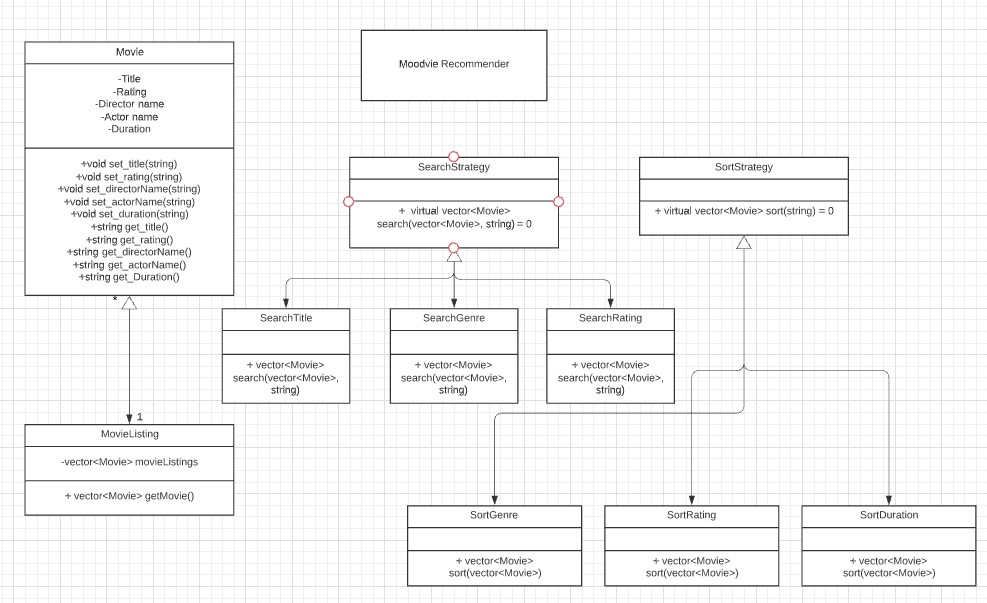 Movie
-Title
-Rating
-Director name
-Actor name
-Duration
+void set_title(string)
+void set_rating(string)
+void set_directorName(string)
+void set_actorName(string)
+void set_duration(string)
+string get_title()
+string get_rating()
+string get_directorName()
+string get_actorName()
+string get_Duration()
*
1
MovieListing
-vector<Movie> movieListings
+ vector<Movie> getMovie()
Moodvie Recommender
SearchStrategy
+ virtual vector<Movie>
search(vector<Movie>, string) = 0
SortStrategy
+ virtual vector<Movie> sort(string) = 0
SearchTitle
+ vector<Movie>
search(vector<Movie>,
string)
SearchGenre
+ vector<Movie>
search(vector<Movie>,
string)
SearchRating
+ vector<Movie>
search(vector<Movie>,
string)
SortGenre
+ vector<Movie>
sort(vector<Movie>)
SortRating
+ vector<Movie>
sort(vector<Movie>)
SortDuration
+ vector<Movie>
sort(vector<Movie>)